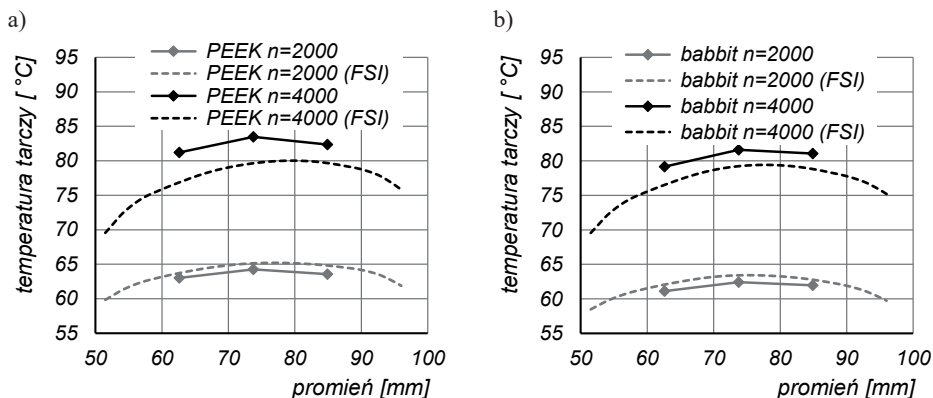 a)
temperatura tarczy [ °C]
95
90
85
80
75
70
65
60
55
PEEK n=2000
PEEK n=2000 (FSI)
PEEK n=4000
PEEK n=4000 (FSI)
50 60 70 80 90 100
promień [mm]
b)
temperatura tarczy [ °C]
95
90
85
80
75
70
65
60
55
babbit n=2000
babbit n=2000 (FSI)
babbit n=4000
babbit n=4000 (FSI)
50 60 70 80 90 100
promień [mm]